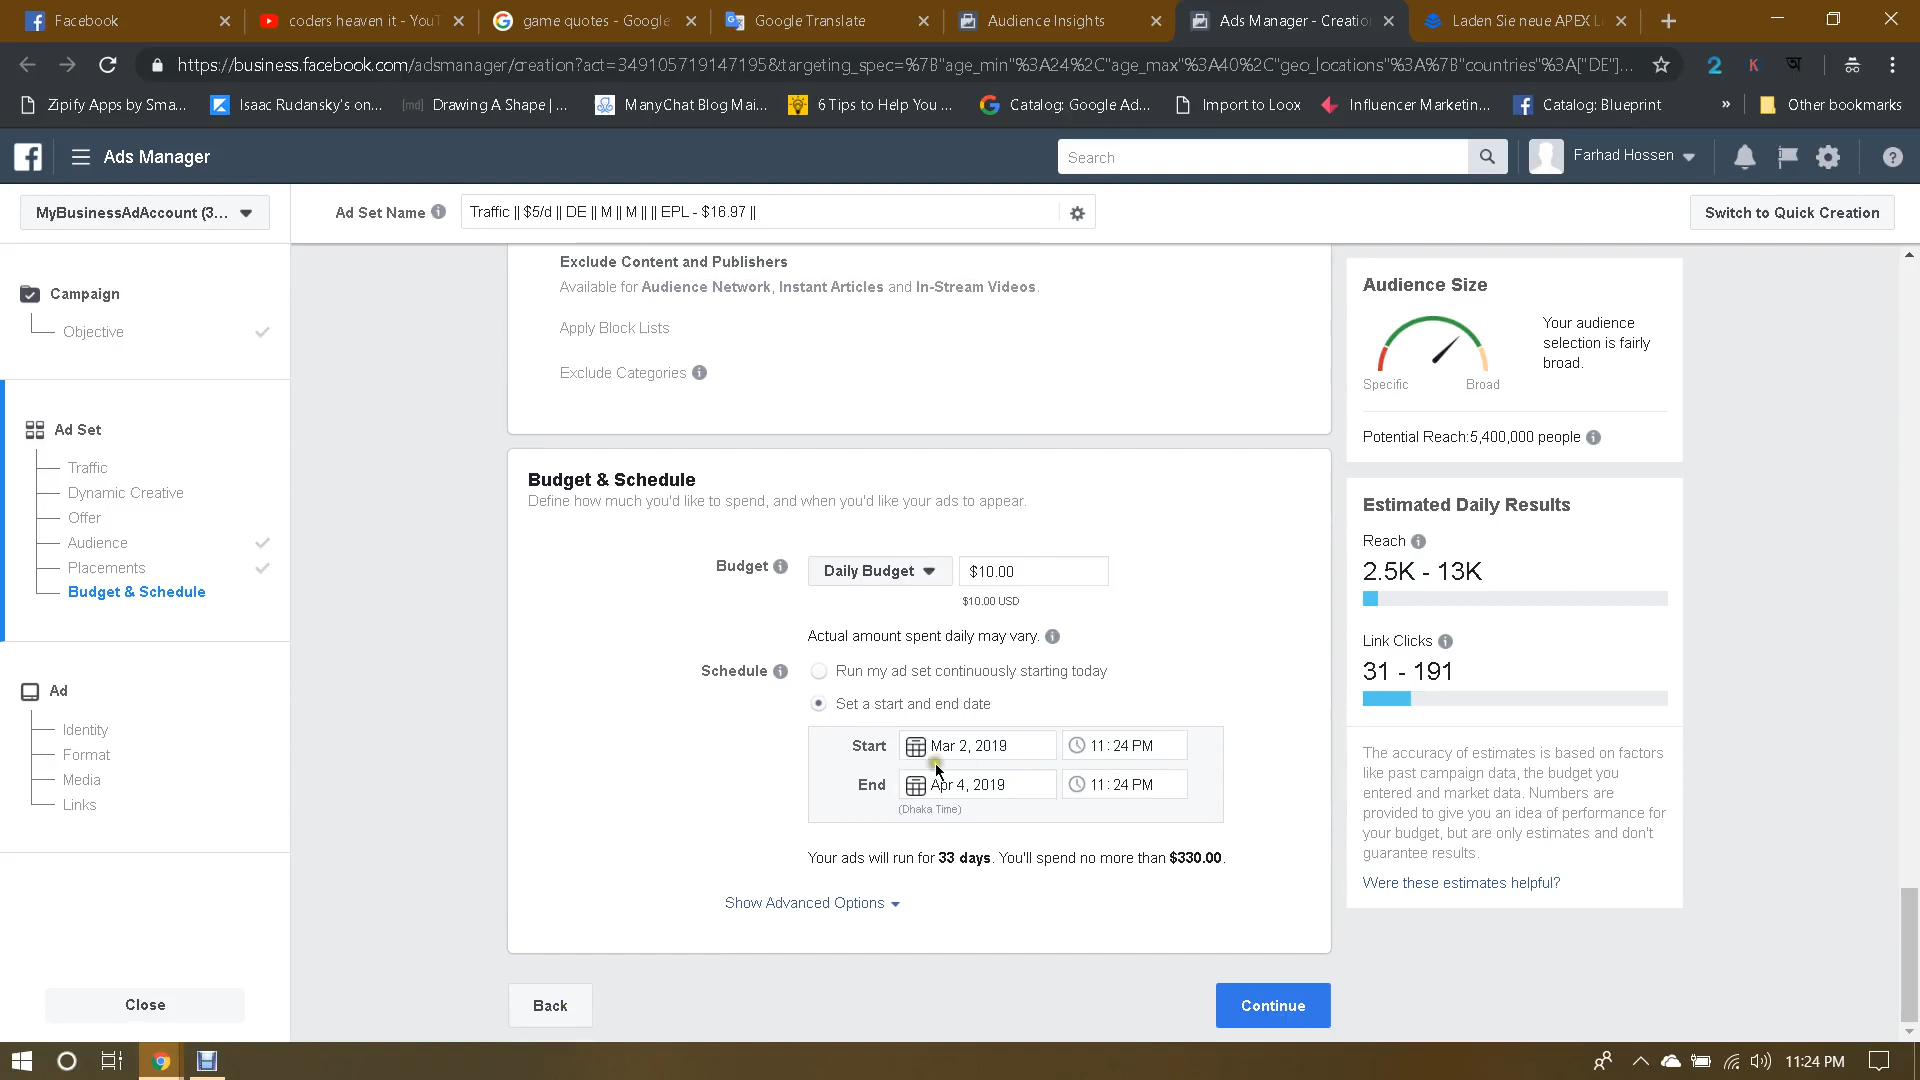 Facebook
coders heaven it - YouT
game quotes - Google
Google Translate
Audience Insights
Ads Manager - Creatio
Laden Sie neue APEX L
https://business.facebook.com/adsmanager/creation?act=349105719147195&targeting_spec=%7B"age_min"%3A24%2C"age_max"%3A40%2C"geo_locations"%3A%7B"countries"%3A["DE"]...
2
K
অ
Zipify Apps by Sma...
Isaac Rudansky's on...
[md] Drawing A Shape | ...
ManyChat Blog Mai...
6 Tips to Help You ...
Catalog: Google Ad...
Import to Loox
Influencer Marketin...
Catalog: Blueprint
»
Other bookmarks
Ads Manager
Search
Farhad Hossen
MyBusinessAdAccount (3...
Ad Set Name
Traffic || $5/d || DE || M || M || || EPL - $16.97 ||
Switch to Quick Creation
Campaign
Objective
Ad Set
Traffic
Dynamic Creative
Offer
Audience
Placements
Budget & Schedule
Ad
Identity
Format
Media
Links
Close
Exclude Content and Publishers
Available for Audience Network, Instant Articles and In-Stream Videos.
Apply Block Lists
Exclude Categories
Budget & Schedule
Define how much you'd like to spend, and when you'd like your ads to appear.
Budget
Daily Budget
$10.00
$10.00 USD
Actual amount spent daily may vary.
Schedule
Run my ad set continuously starting today
Set a start and end date
Start
Mar 2, 2019
11:24 PM
End
Apr 4, 2019
11:24 PM
(Dhaka Time)
Your ads will run for 33 days. You'll spend no more than $330.00.
Show Advanced Options
Back
Continue
Audience Size
Your audience
selection is fairly
broad.
Specific
Broad
Potential Reach:5,400,000 people
Estimated Daily Results
Reach
2.5K - 13K
Link Clicks
31 - 191
The accuracy of estimates is based on factors
like past campaign data, the budget you
entered and market data. Numbers are
provided to give you an idea of performance for
your budget, but are only estimates and don't
guarantee results.
Were these estimates helpful?
11:24 PM